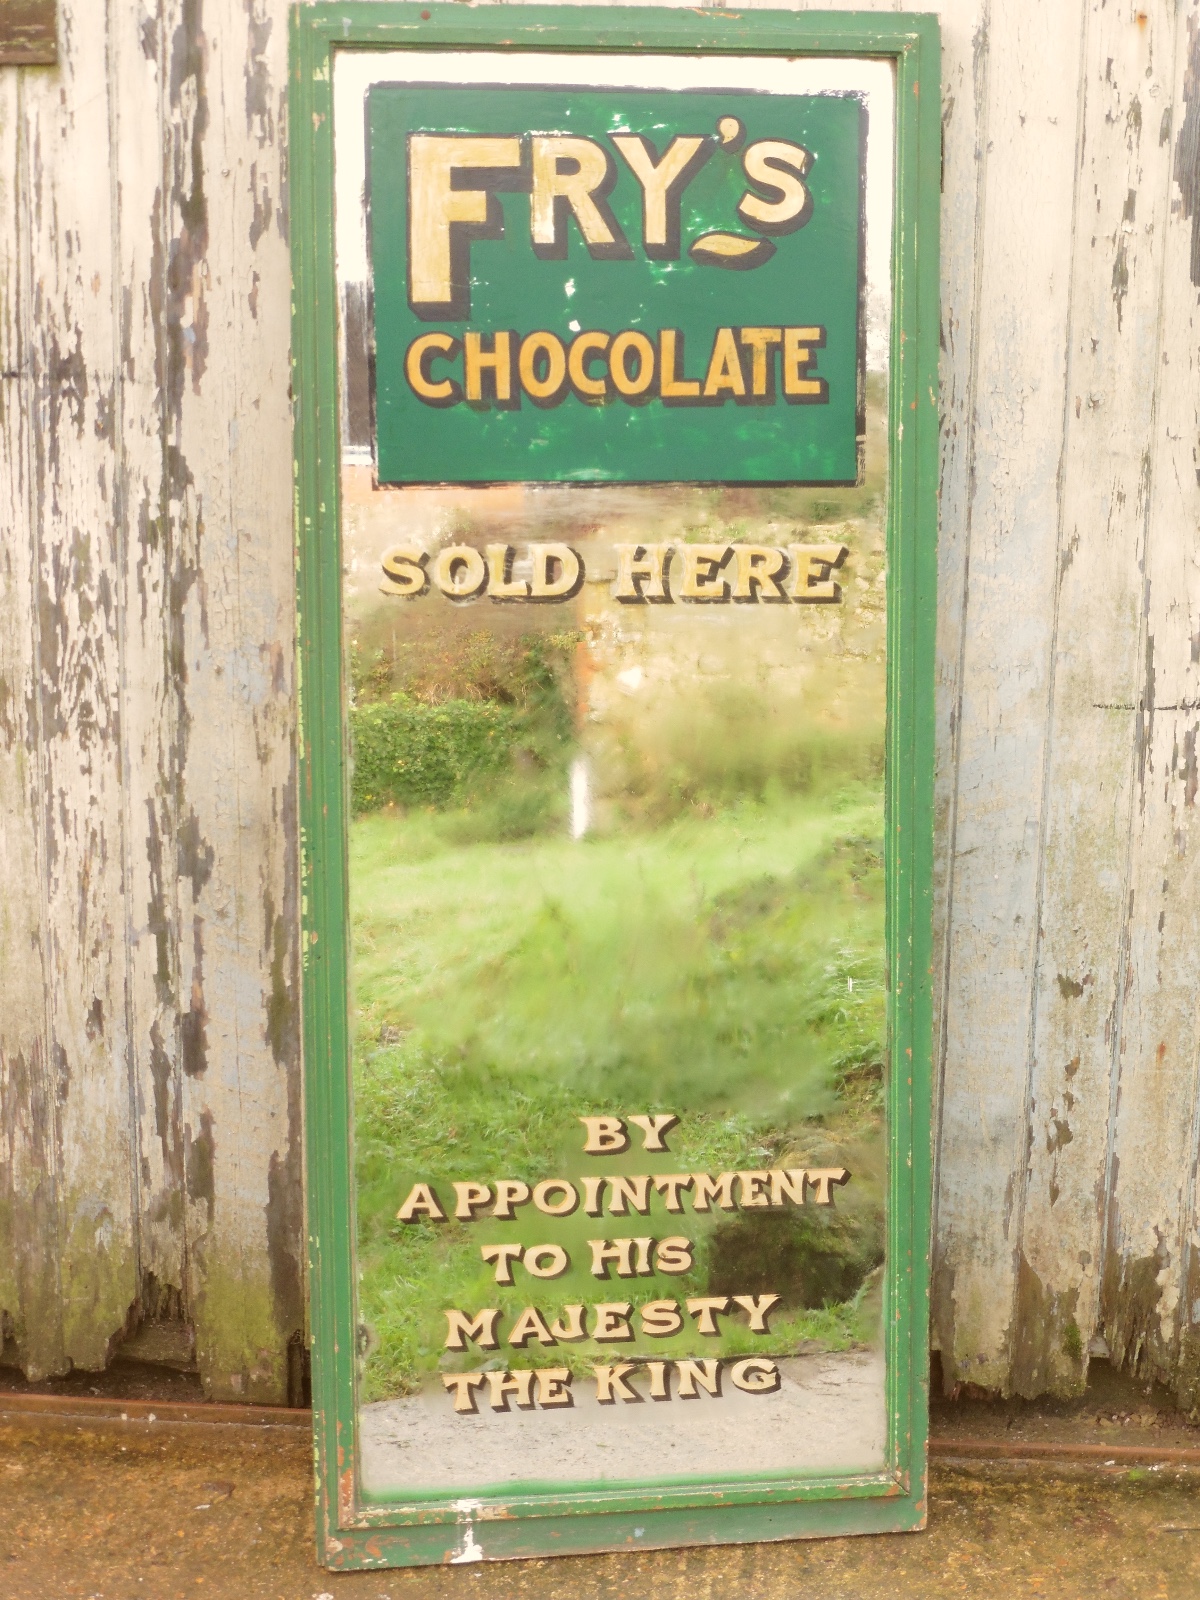 FRY'S
CHOCOLATE
SOLD HERE
BY
APPOINTMENT
TO HIS
MAJESTY
THE KING